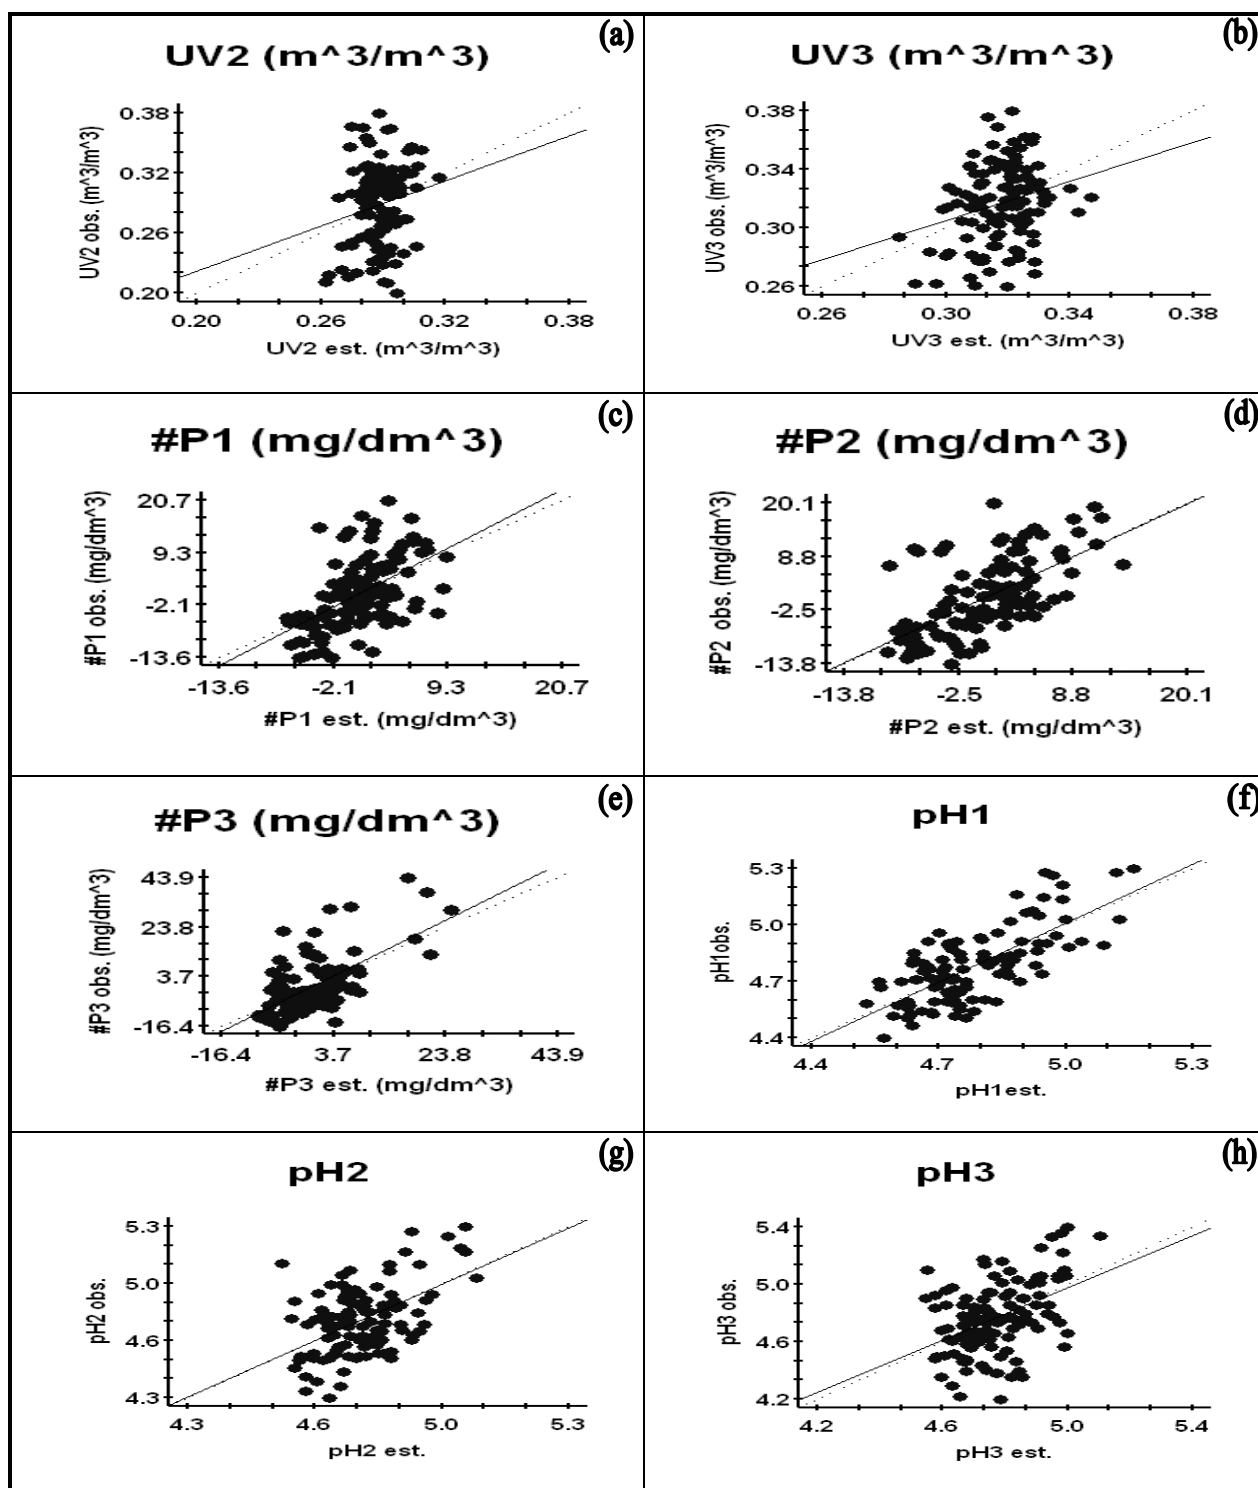 (a)
UV2 (m^3/m^3)
UV2 obs. (m^3/m^3)
0.38
0.32
0.26
0.20
0.20 0.26 0.32 0.38
UV2 est. (m^3/m^3)
(b)
UV3 (m^3/m^3)
UV3 obs. (m^3/m^3)
0.38
0.34
0.30
0.26
0.26 0.30 0.34 0.38
UV3 est. (m^3/m^3)
(c)
#P1 (mg/dm^3)
#P1 obs. (mg/dm^3)
20.7
9.3
-2.1
-13.6
-13.6 -2.1 9.3 20.7
#P1 est. (mg/dm^3)
(d)
#P2 (mg/dm^3)
#P2 obs. (mg/dm^3)
20.1
8.8
-2.5
-13.8
-13.8 -2.5 8.8 20.1
#P2 est. (mg/dm^3)
(e)
#P3 (mg/dm^3)
#P3 obs. (mg/dm^3)
43.9
23.8
3.7
-16.4
-16.4 3.7 23.8 43.9
#P3 est. (mg/dm^3)
(f)
pH1
pH1obs.
5.3
5.0
4.7
4.4
4.4 4.7 5.0 5.3
pH1est.
(g)
pH2
pH2 obs.
5.3
5.0
4.6
4.3
4.3 4.6 5.0 5.3
pH2 est.
(h)
pH3
pH3 obs.
5.4
5.0
4.6
4.2
4.2 4.6 5.0 5.4
pH3 est.